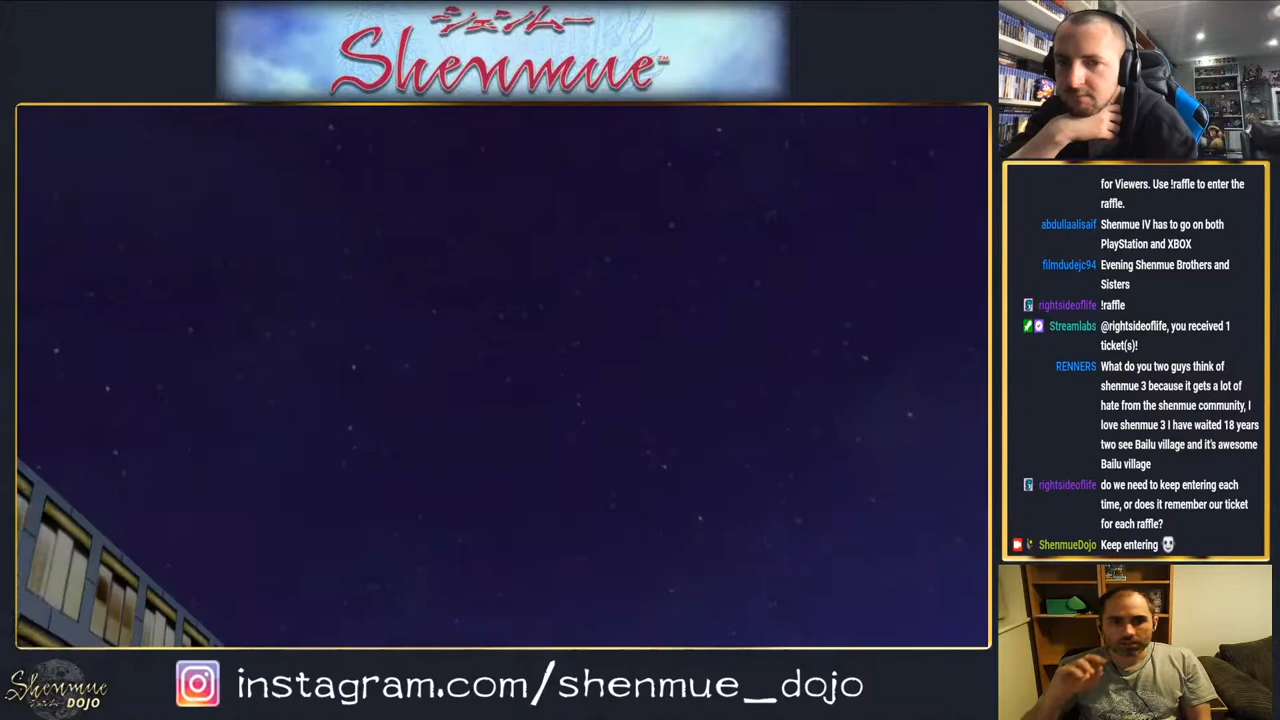 シェンムー
Shenmue™
for Viewers. Use !raffle to enter the
raffle.
abdullaalisaif Shenmue IV has to go on both
PlayStation and XBOX
filmdudejc94 Evening Shenmue Brothers and
Sisters
rightsideoflife !raffle
Streamlabs @rightsideoflife, you received 1
ticket(s)!
RENNERS What do you two guys think of
shenmue 3 because it gets a lot of
hate from the shenmue community, I
love shenmue 3 I have waited 18 years
two see Bailu village and it's awesome
Bailu village
rightsideoflife do we need to keep entering each
time, or does it remember our ticket
for each raffle?
ShenmueDojo Keep entering
Shenmue
DOJO
instagram.com/shenmue_dojo